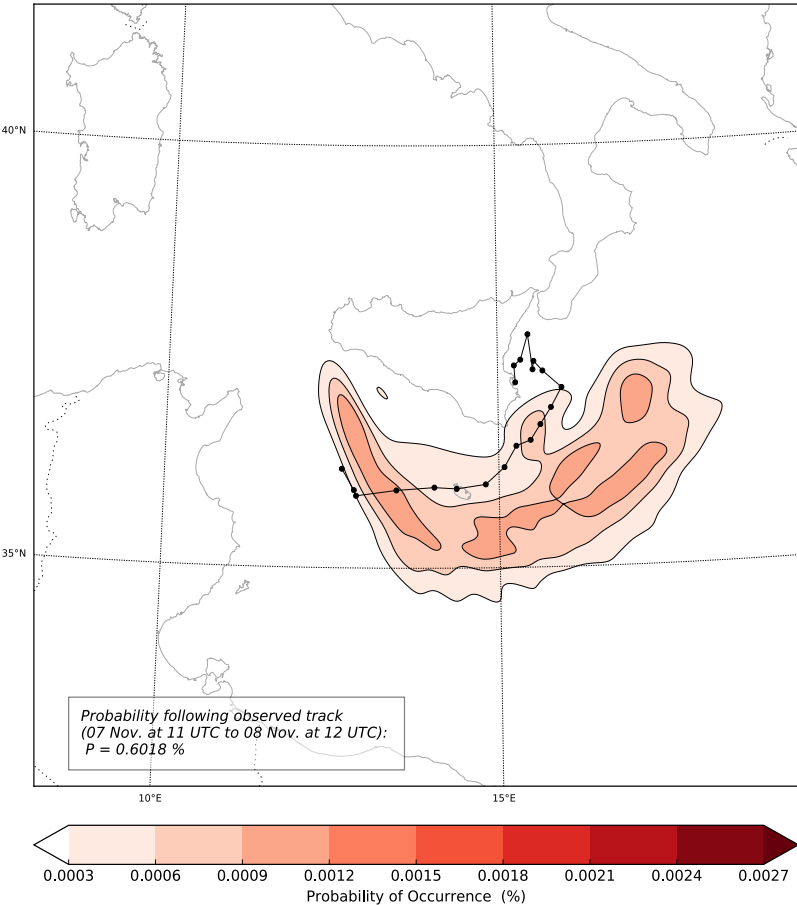 40°N
35°N
Probability following observed track
(07 Nov. at 11 UTC to 08 Nov. at 12 UTC):
P = 0.6018 %
10°E 15°E
0.0003 0.0006 0.0009 0.0012 0.0015 0.0018 0.0021 0.0024 0.0027
Probability of Occurrence (%)